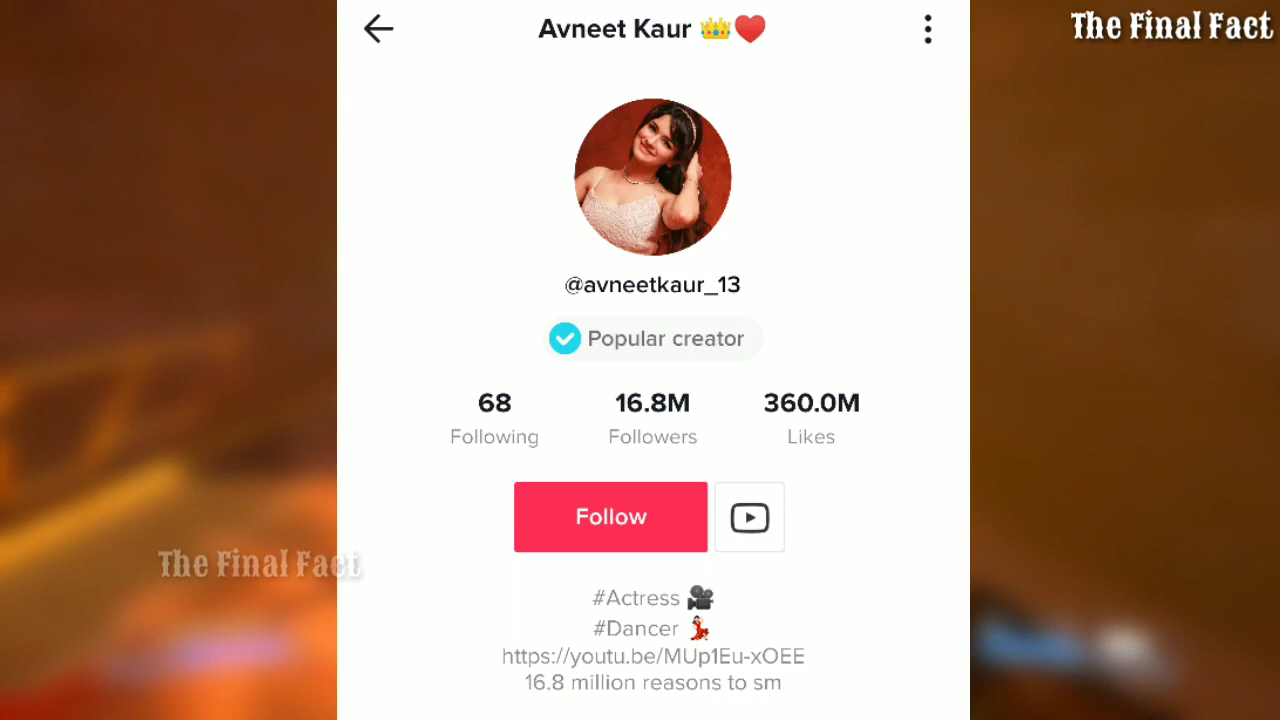 The Final Fact
Avneet Kaur 👑♥️
@avneetkaur_13
Popular creator
68 16.8M 360.0M
Following Followers Likes
Follow
The Final Fact
#Actress 🎥
#Dancer 💃
https://youtu.be/MUp1Eu-xOEE
16.8 million reasons to sm